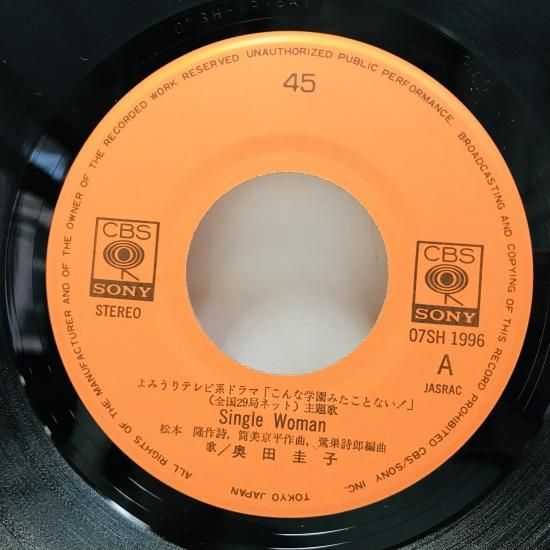 ALL RIGHTS OF THE MANUFACTURER AND OF THE OWNER OF THE RECORDED WORK RESERVED UNAUTHORIZED PUBLIC PERFORMANCE, BROADCASTING AND COPYING OF THIS RECORD PROHIBITED CBS/SONY INC. TOKYO JAPAN
45
CBS
SONY
STEREO
CBS
SONY
07SH 1996
A
JASRAC
よみうりテレビ系ドラマ「こんな学園みたことない!」
(全国29局ネット)主題歌
Single Woman
松本 隆作詩,筒美京平作曲,鷺巣詩郎編曲
歌/奥田圭子